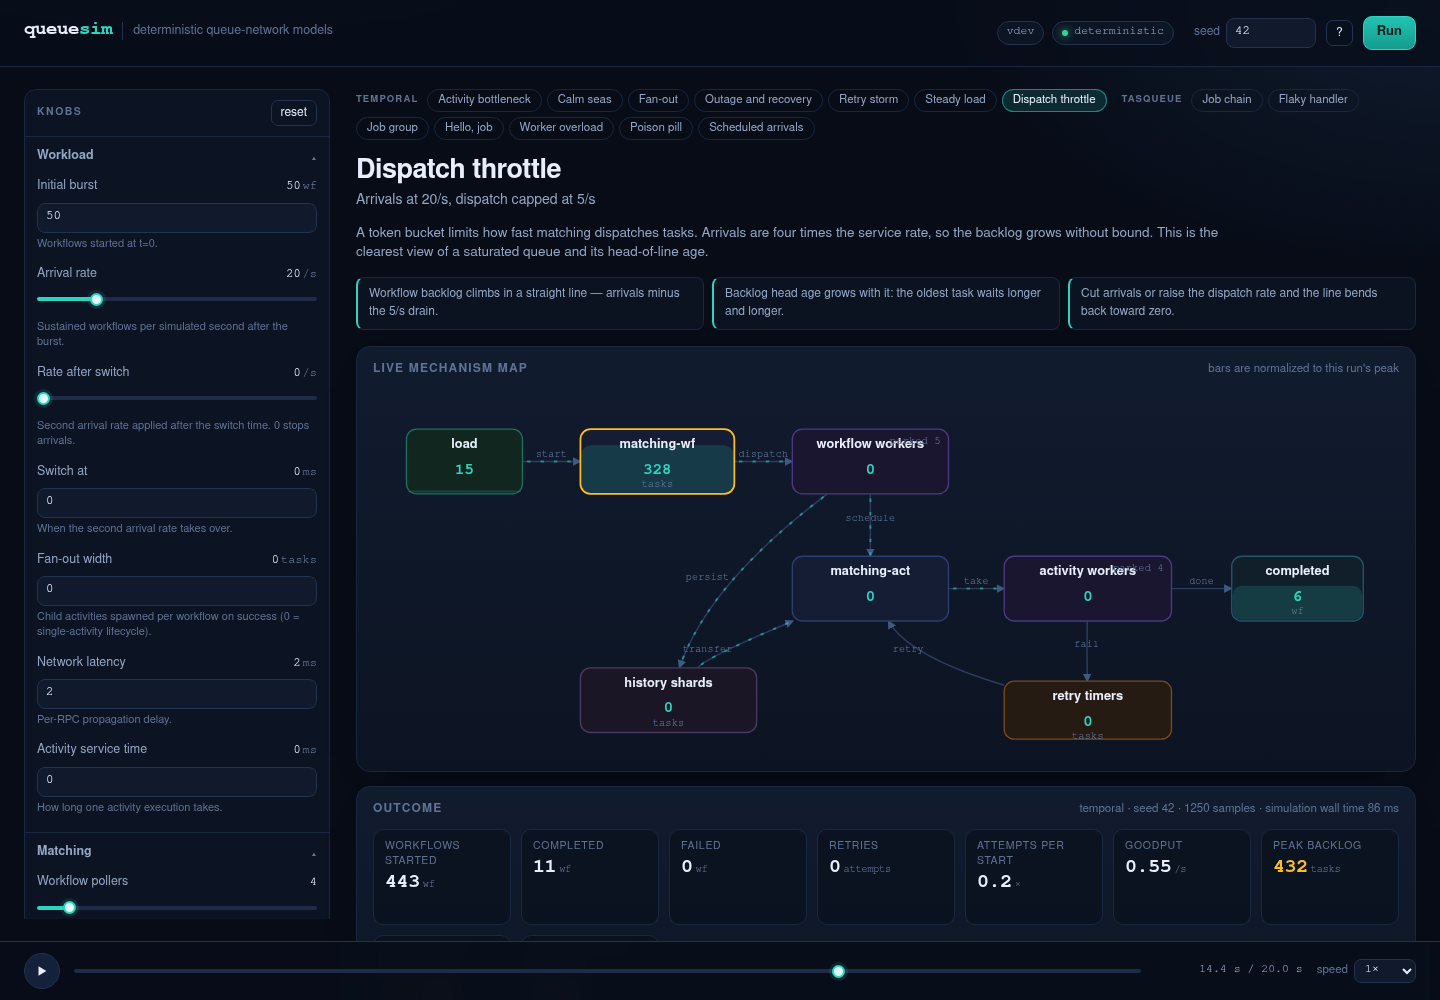 queuesim
deterministic queue-network models
vdev
deterministic
seed
42
?
Run
KNOBS
reset
Workload
Initial burst
50 wf
50
Workflows started at t=0.
Arrival rate
20 /s
Sustained workflows per simulated second after the
burst.
Rate after switch
0 /s
Second arrival rate applied after the switch time. 0 stops
arrivals.
Switch at
0 ms
0
When the second arrival rate takes over.
Fan-out width
0 tasks
0
Child activities spawned per workflow on success (0 =
single-activity lifecycle).
Network latency
2 ms
2
Per-RPC propagation delay.
Activity service time
0 ms
0
How long one activity execution takes.
Matching
Workflow pollers
4
TEMPORAL
Activity bottleneck
Calm seas
Fan-out
Outage and recovery
Retry storm
Steady load
Dispatch throttle
TASQUEUE
Job chain
Flaky handler
Job group
Hello, job
Worker overload
Poison pill
Scheduled arrivals
Dispatch throttle
Arrivals at 20/s, dispatch capped at 5/s
A token bucket limits how fast matching dispatches tasks. Arrivals are four times the service rate, so the backlog grows without bound. This is the
clearest view of a saturated queue and its head-of-line age.
Workflow backlog climbs in a straight line — arrivals minus
the 5/s drain.
Backlog head age grows with it: the oldest task waits longer
and longer.
Cut arrivals or raise the dispatch rate and the line bends
back toward zero.
LIVE MECHANISM MAP
bars are normalized to this run's peak
load
15
start
matching-wf
328
tasks
dispatch
workflow workers
5
0
schedule
persist
matching-act
0
take
activity workers
4
0
done
completed
6
wf
transfer
retry
fail
history shards
0
tasks
retry timers
0
tasks
OUTCOME
temporal · seed 42 · 1250 samples · simulation wall time 86 ms
WORKFLOWS
STARTED
443 wf
COMPLETED
11 wf
FAILED
0 wf
RETRIES
0 attempts
ATTEMPTS PER
START
0.2 ×
GOODPUT
0.55 /s
PEAK BACKLOG
432 tasks
14.4 s / 20.0 s
speed
1×